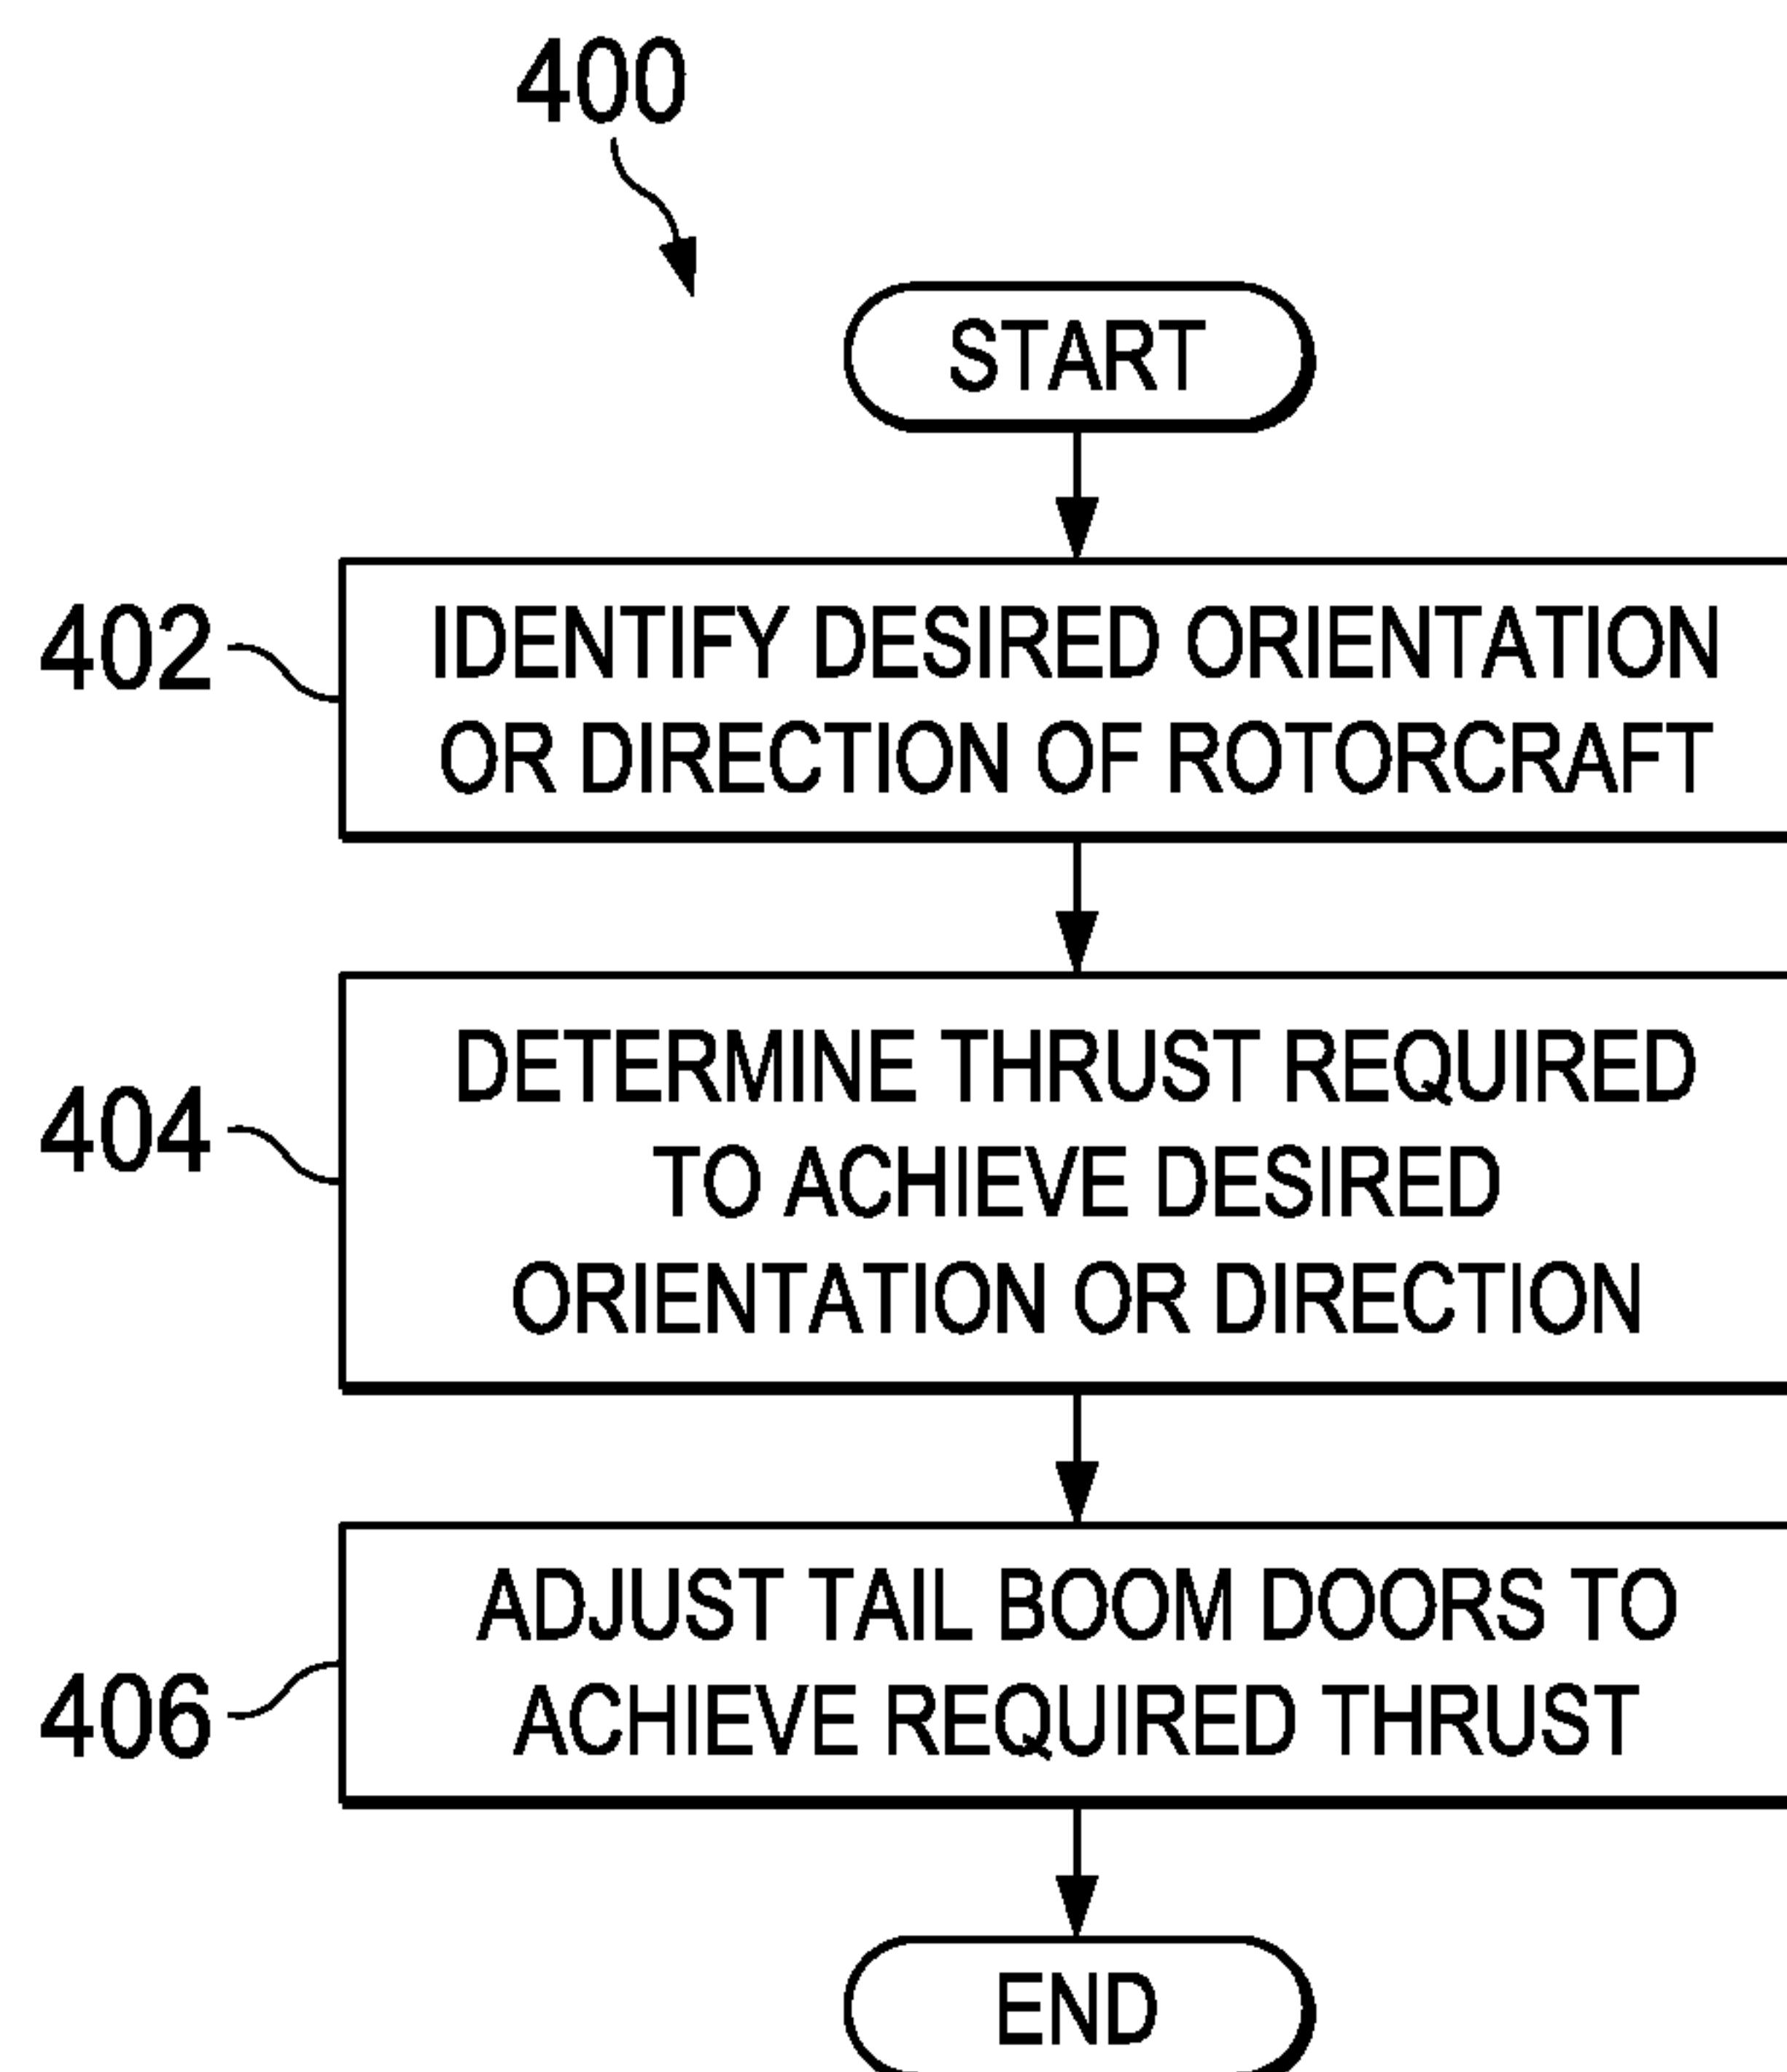 400
START
402
IDENTIFY DESIRED ORIENTATION
OR DIRECTION OF ROTORCRAFT
404
DETERMINE THRUST REQUIRED
TO ACHIEVE DESIRED
ORIENTATION OR DIRECTION
406
ADJUST TAIL BOOM DOORS TO
ACHIEVE REQUIRED THRUST
END